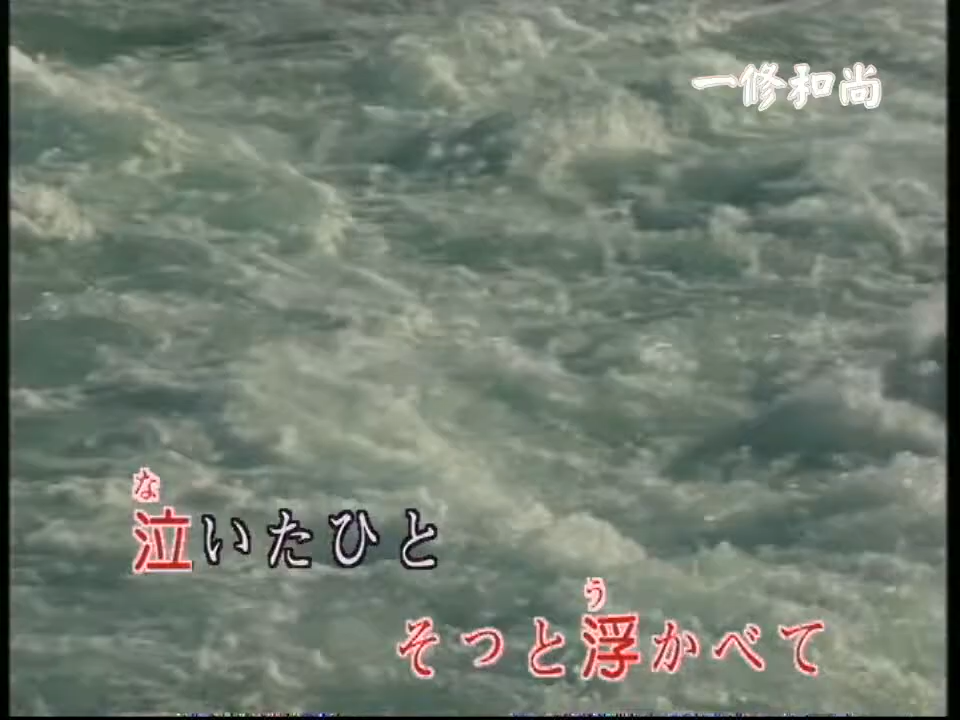 一修和尚
な
泣いたひと
う
そっと浮かべて